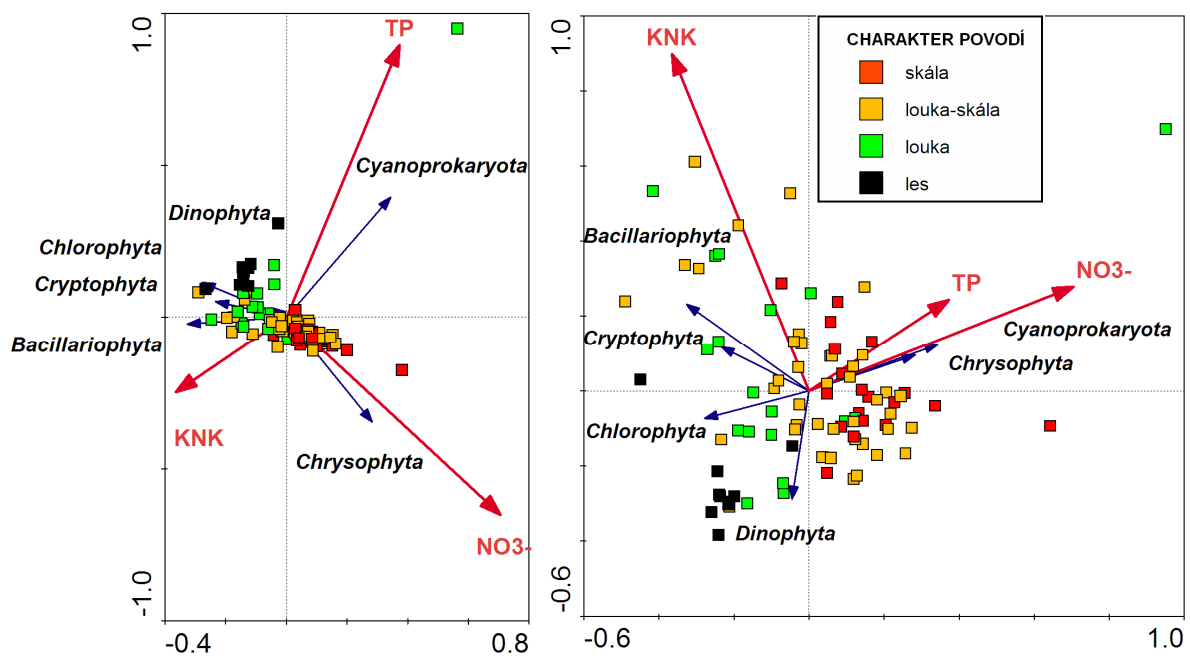 1.0
TP
Cyanoprokaryota
Dinophyta
Chlorophyta
Cryptophyta
Bacillariophyta
KNK
Chrysophyta
NO3-
-1.0
-0.4
0.8
1.0
KNK
CHARAKTER POVODÍ
skála
louka-skála
louka
les
Bacillariophyta
TP
NO3-
Cyanoprokaryota
Cryptophyta
Chrysophyta
Chlorophyta
Dinophyta
-0.6
-0.6
1.0